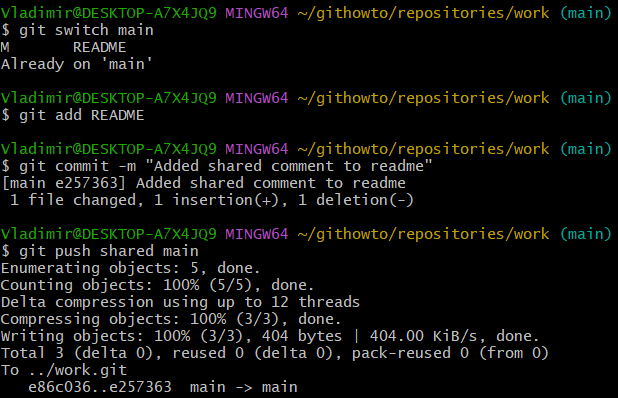 Vladimir@DESKTOP-A7X4JQ9 MINGW64 ~/githowto/repositories/work (main)
$ git switch main
M       README
Already on 'main'

Vladimir@DESKTOP-A7X4JQ9 MINGW64 ~/githowto/repositories/work (main)
$ git add README

Vladimir@DESKTOP-A7X4JQ9 MINGW64 ~/githowto/repositories/work (main)
$ git commit -m "Added shared comment to readme"
[main e257363] Added shared comment to readme
 1 file changed, 1 insertion(+), 1 deletion(-)

Vladimir@DESKTOP-A7X4JQ9 MINGW64 ~/githowto/repositories/work (main)
$ git push shared main
Enumerating objects: 5, done.
Counting objects: 100% (5/5), done.
Delta compression using up to 12 threads
Compressing objects: 100% (3/3), done.
Writing objects: 100% (3/3), 404 bytes | 404.00 KiB/s, done.
Total 3 (delta 0), reused 0 (delta 0), pack-reused 0 (from 0)
To ../work.git
   e86c036..e257363  main -> main